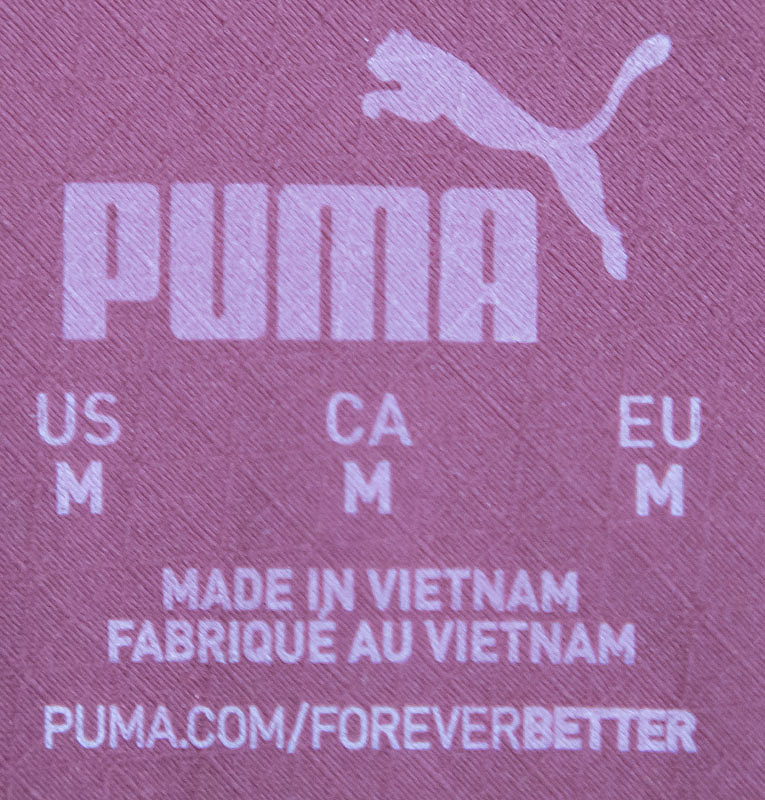 PUMA
US CA EU
M M M
MADE IN VIETNAM
FABRIQUÉ AU VIETNAM
PUMA.COM/FOREVERBETTER